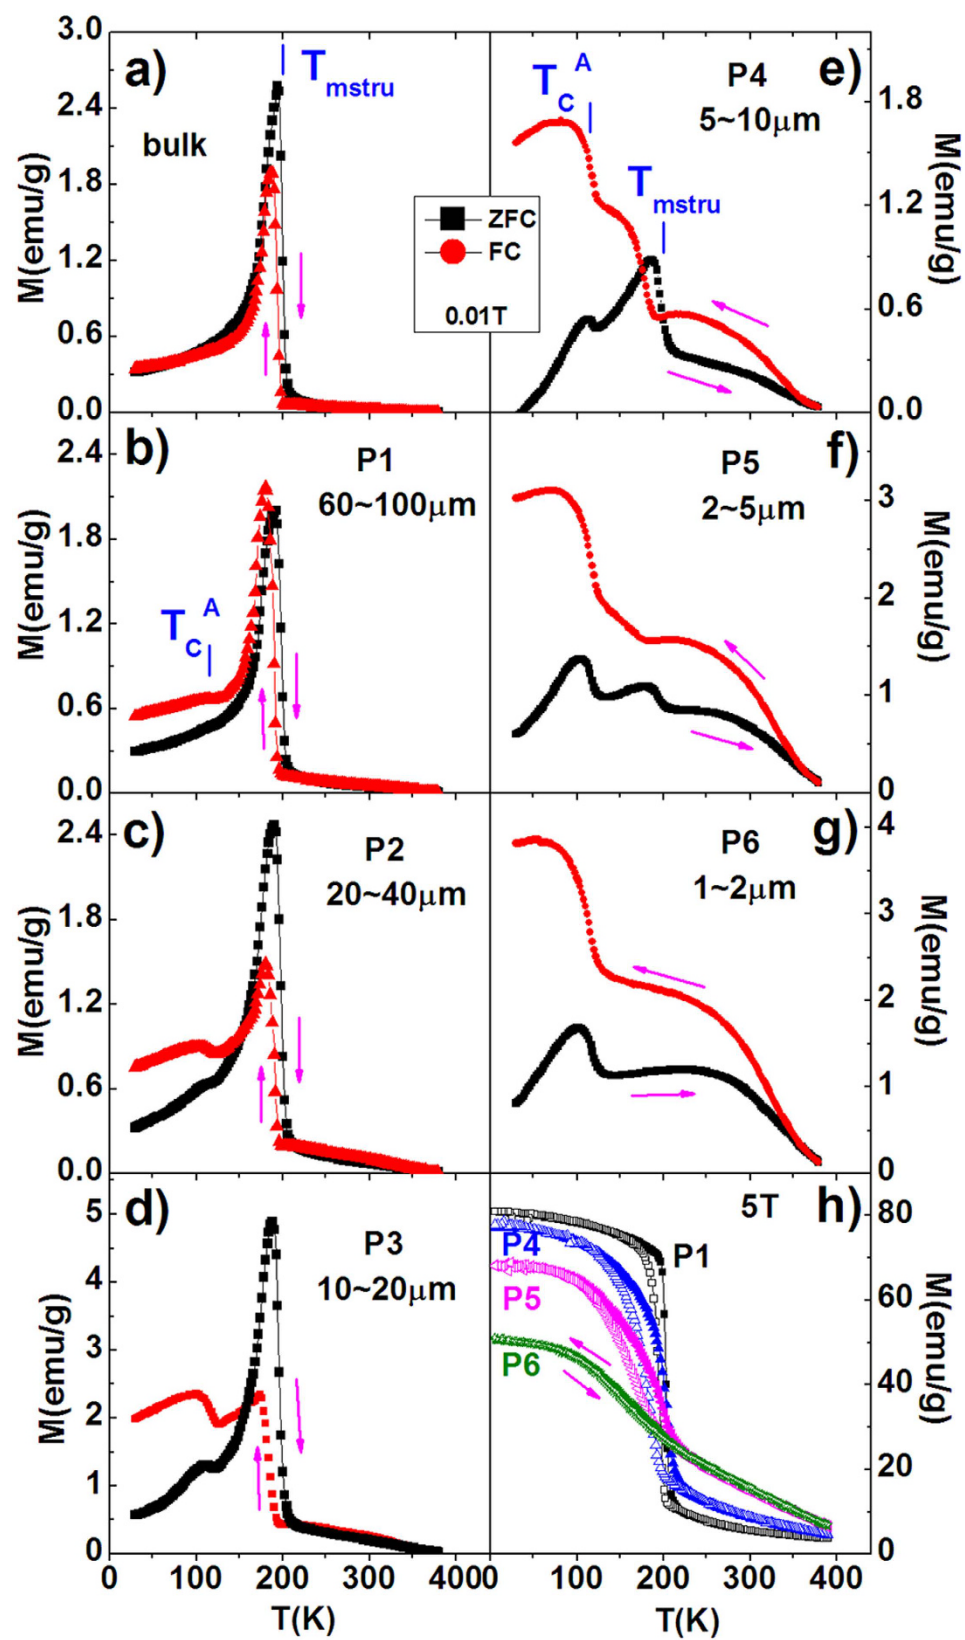 a)
bulk
T_mstru
M(emu/g)
3.0
2.4
1.8
1.2
0.6
0.0
e)
P4
5~10μm
T_C^A
T_mstru
ZFC
FC
0.01T
M(emu/g)
1.8
1.2
0.6
0.0
b)
P1
60~100μm
T_C^A
M(emu/g)
2.4
1.8
1.2
0.6
0.0
f)
P5
2~5μm
M(emu/g)
3
2
1
0
c)
P2
20~40μm
M(emu/g)
2.4
1.8
1.2
0.6
0.0
g)
P6
1~2μm
M(emu/g)
4
3
2
1
0
d)
P3
10~20μm
M(emu/g)
5
4
3
2
1
0
0 100 200 300 400
T(K)
h)
5T
P1
P4
P5
P6
M(emu/g)
80
60
40
20
0
0 100 200 300 400
T(K)